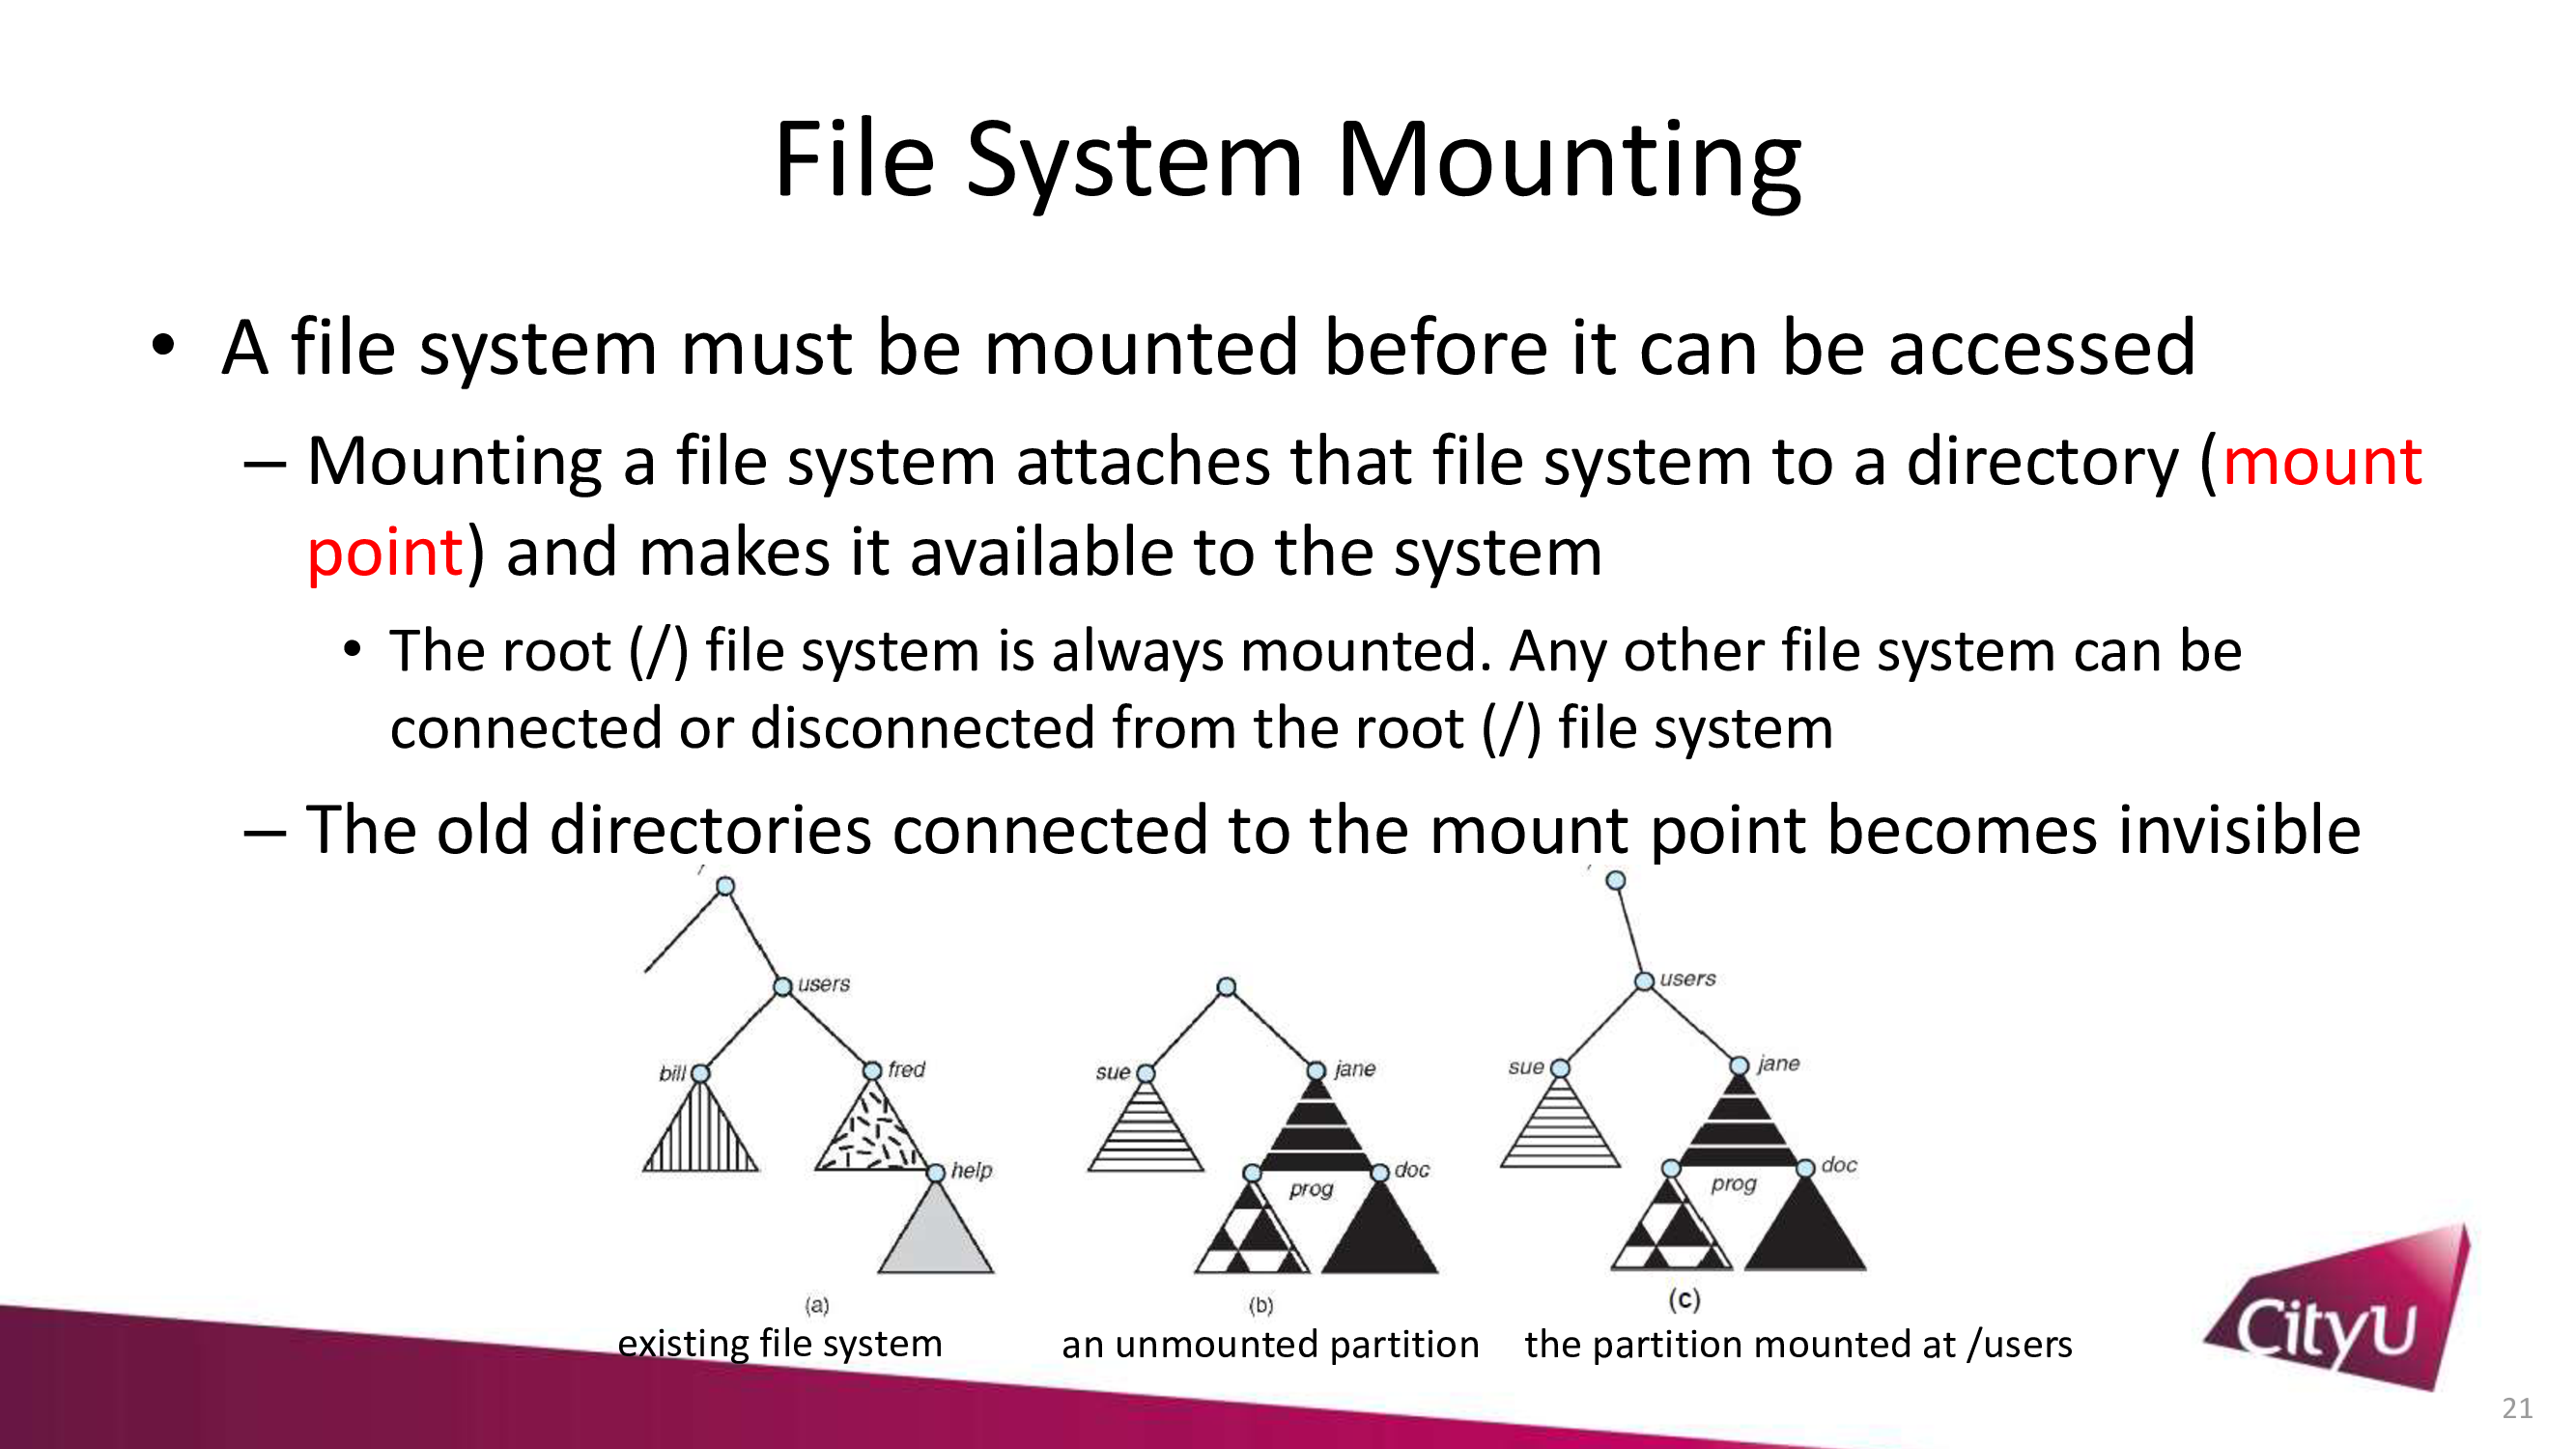 File System Mounting
• A file system must be mounted before it can be accessed
– Mounting a file system attaches that file system to a directory (mount
point) and makes it available to the system
• The root (/) file system is always mounted. Any other file system can be
connected or disconnected from the root (/) file system
– The old directories connected to the mount point becomes invisible
users
bill
fred
help
(a)
existing file system
sue
jane
prog
doc
(b)
an unmounted partition
users
sue
jane
prog
doc
(c)
the partition mounted at /users
CityU
21